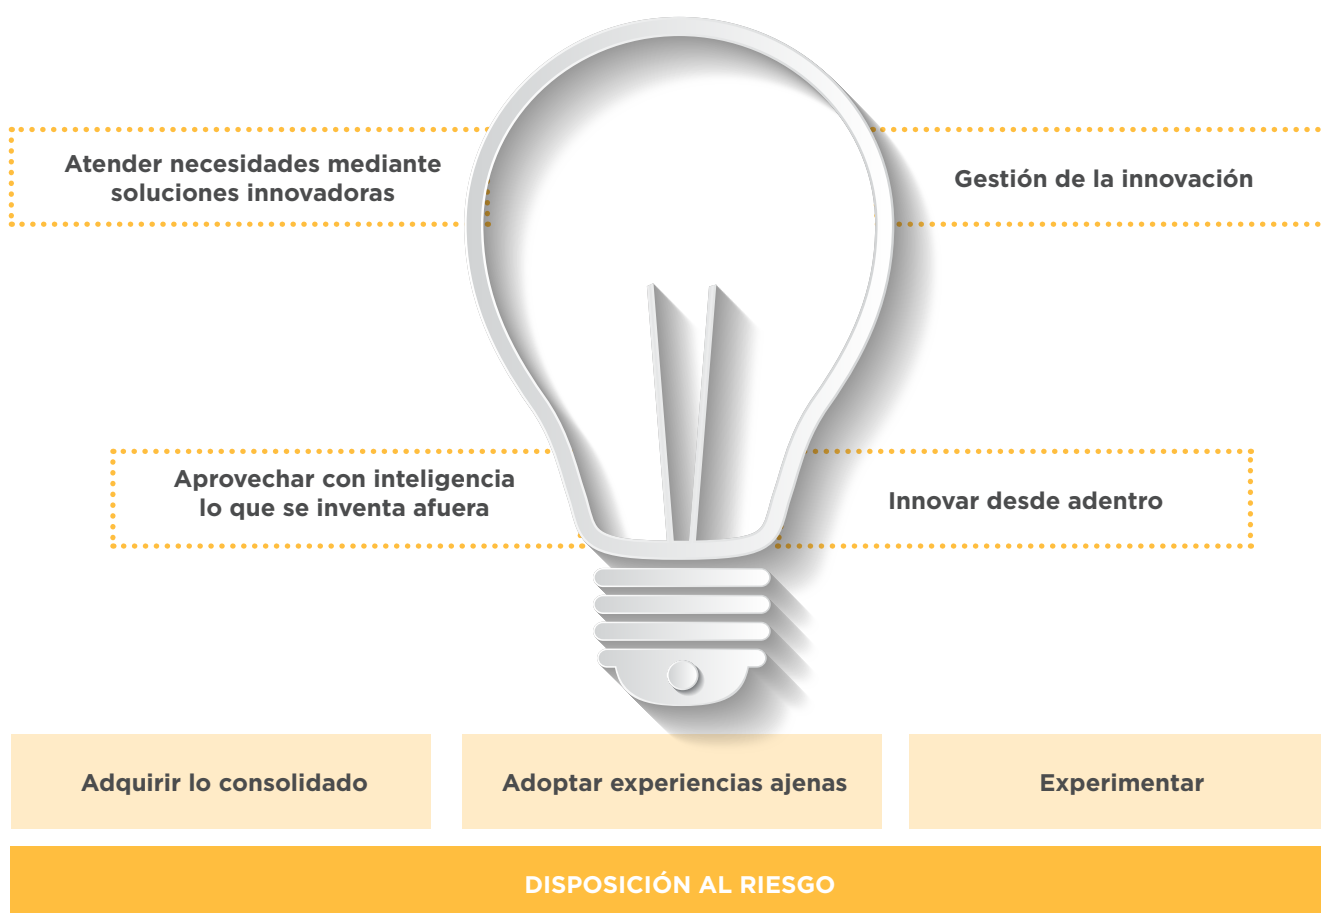 Atender necesidades mediante
soluciones innovadoras
Gestión de la innovación
Aprovechar con inteligencia
lo que se inventa afuera
Innovar desde adentro
Adquirir lo consolidado
Adoptar experiencias ajenas
Experimentar
DISPOSICIÓN AL RIESGO